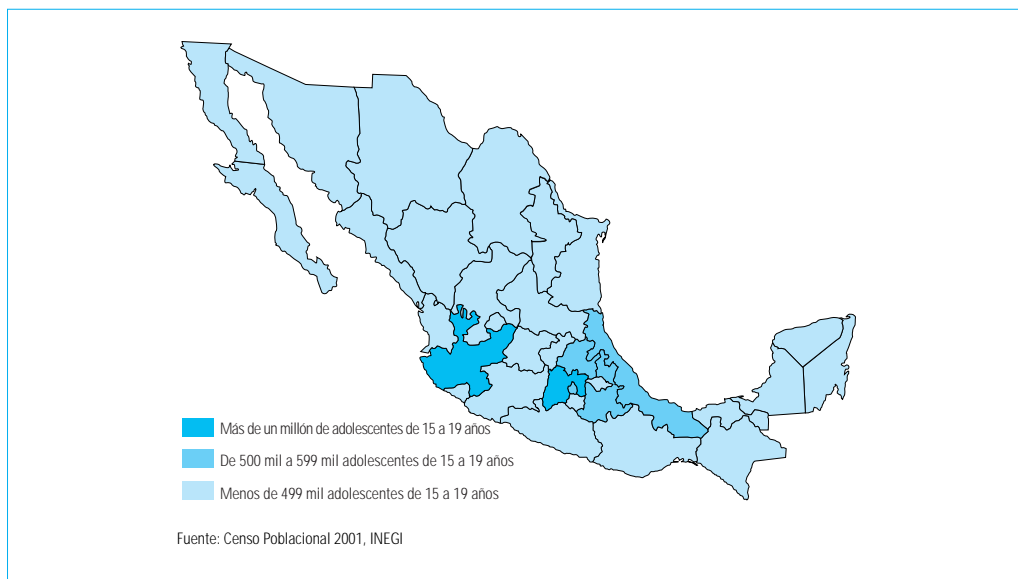 Más de un millón de adolescentes de 15 a 19 años
De 500 mil a 599 mil adolescentes de 15 a 19 años
Menos de 499 mil adolescentes de 15 a 19 años
Fuente: Censo Poblacional 2001, INEGI